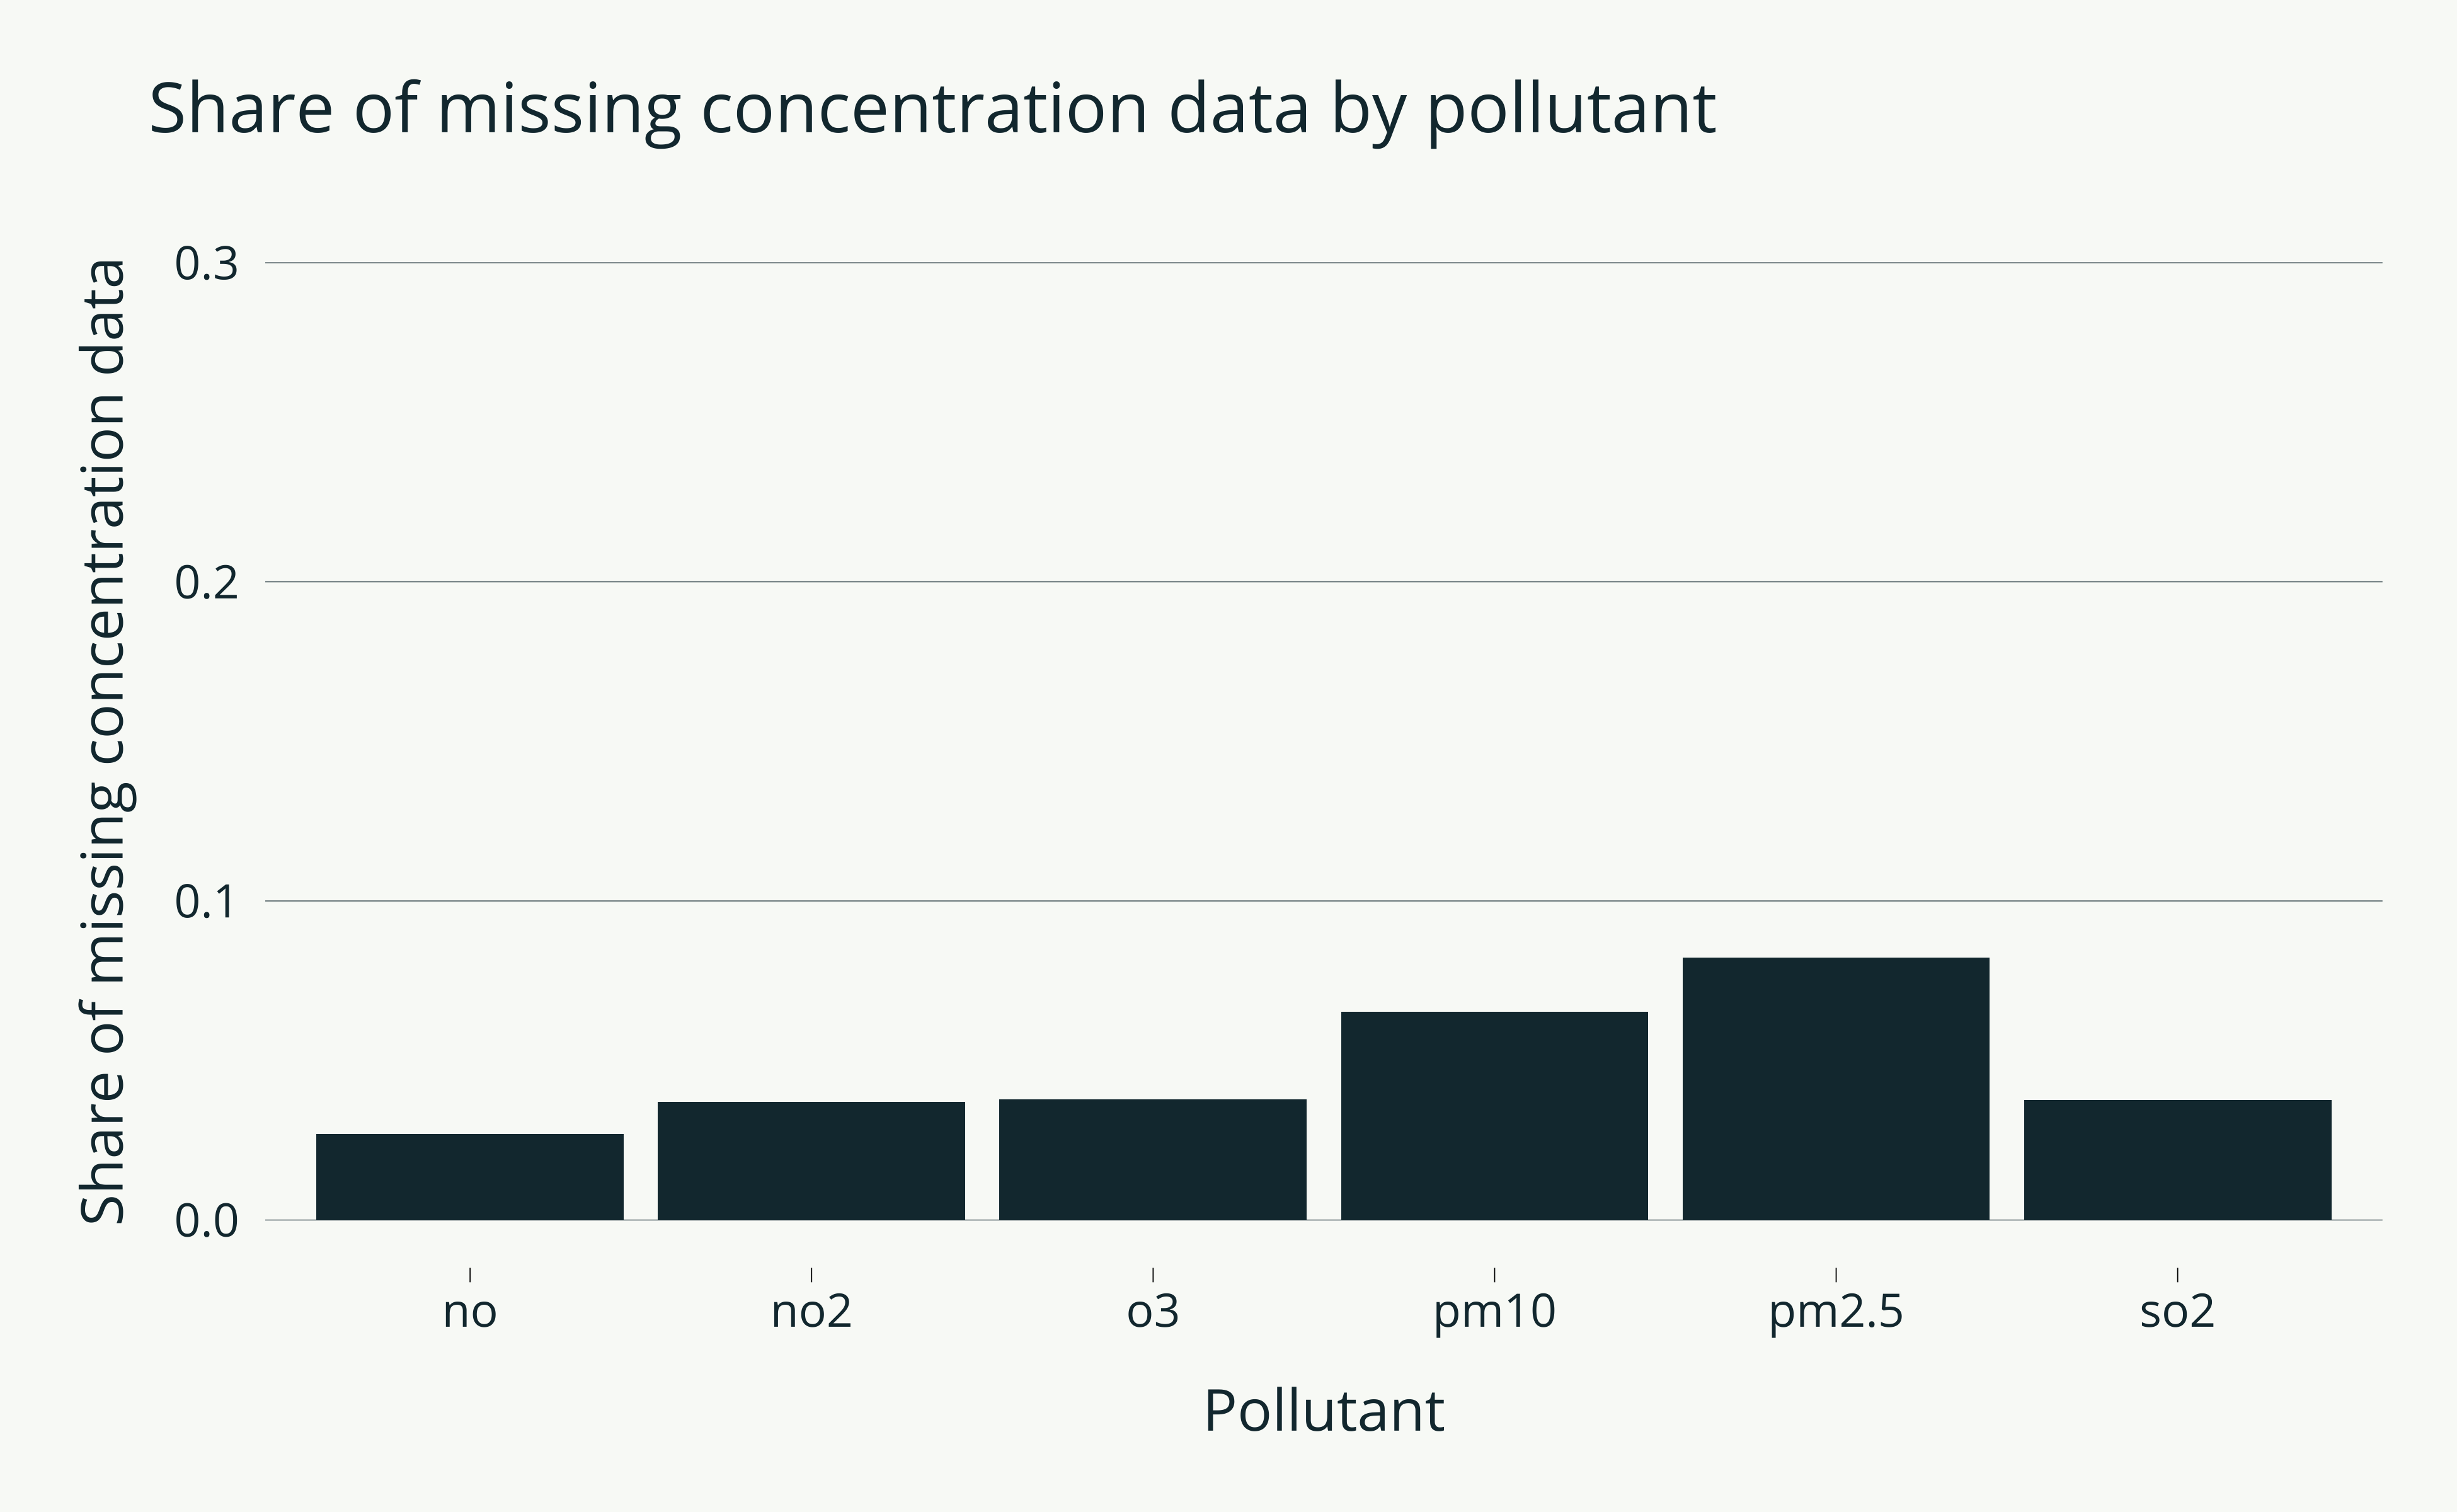 Share of missing concentration data by pollutant
Share of missing concentration data
0.3
0.2
0.1
0.0
no no2 o3 pm10 pm2.5 so2
Pollutant